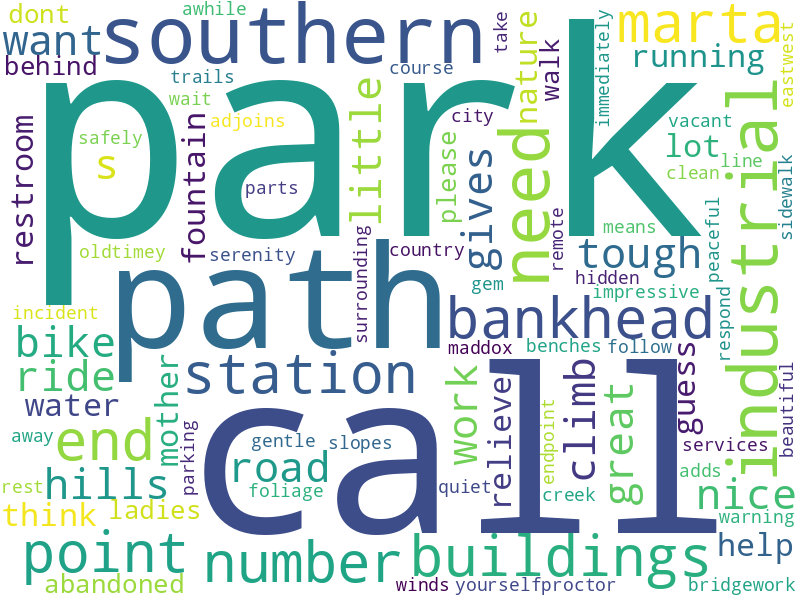 dont
awhile
southern
take
marta
want
behind
park
trails
course
nature
walk
immediately
running
eastwest
wait
safely
adjoins
city
vacant
restroom
s
fountain
little
please
need
lot
line
industrial
sidewalk
parts
gives
clean
oldtimey
serenity
surrounding
country
remote
means
tough
peaceful
path
gem
hidden
impressive
incident
bankhead
respond
bike
maddox
benches
follow
guess
beautiful
ride
station
mother
work
relieve
climb
great
water
end
away
parking
gentle
slopes
call
endpoint
services
road
adds
hills
foliage
quiet
creek
nice
rest
think
ladies
warning
point
number
buildings
help
abandoned
winds
yourselfproctor
bridgework